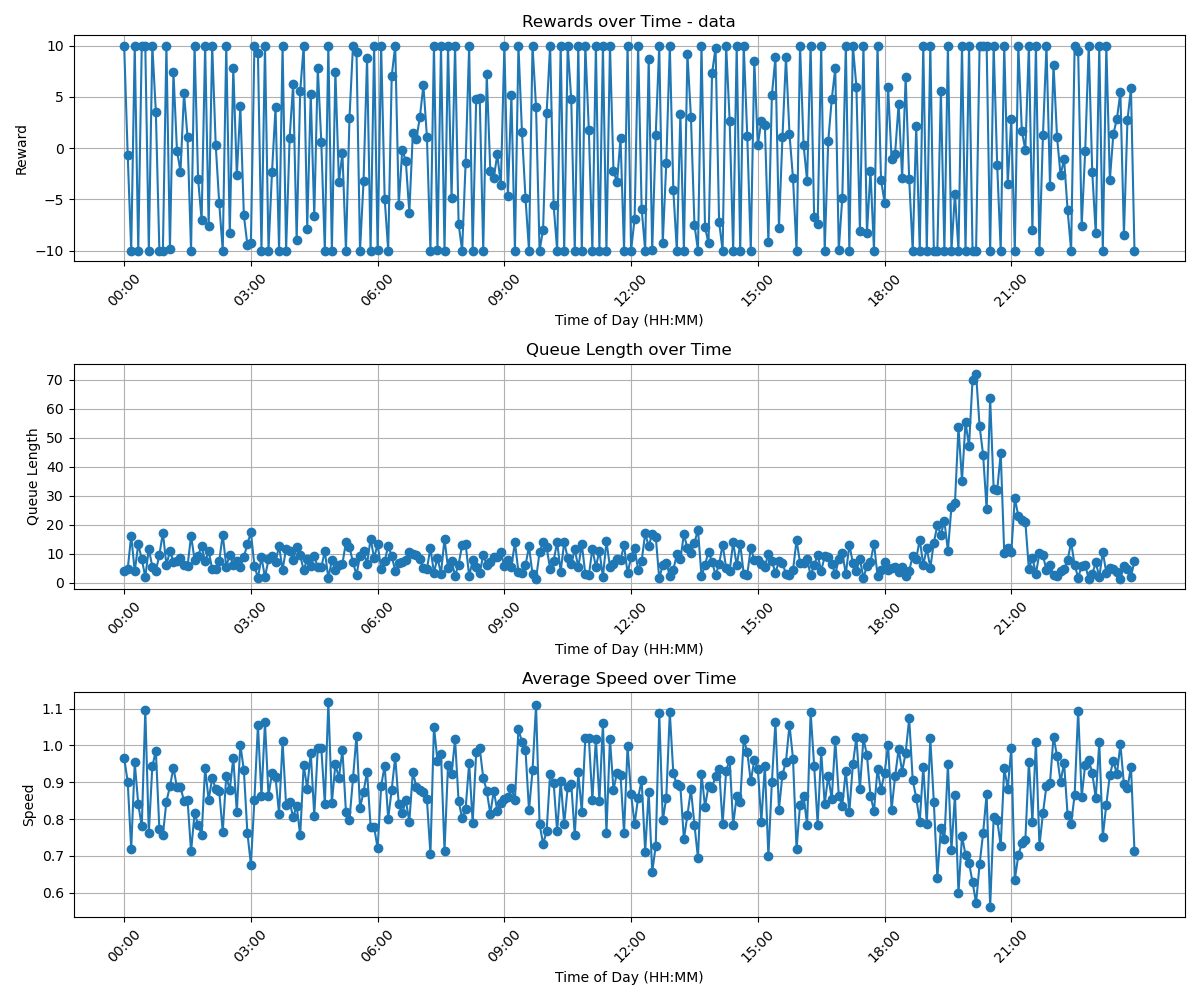 Rewards over Time - data
Reward
10
5
0
−5
−10
00:00 03:00 06:00 09:00 12:00 15:00 18:00 21:00
Time of Day (HH:MM)
Queue Length over Time
Queue Length
70
60
50
40
30
20
10
0
00:00 03:00 06:00 09:00 12:00 15:00 18:00 21:00
Time of Day (HH:MM)
Average Speed over Time
Speed
1.1
1.0
0.9
0.8
0.7
0.6
00:00 03:00 06:00 09:00 12:00 15:00 18:00 21:00
Time of Day (HH:MM)